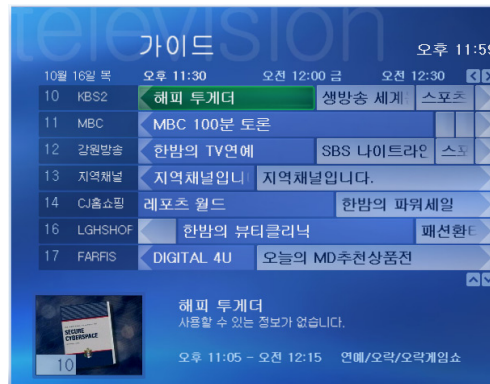 television
가이드
오후 11:59
10월 16일 목 오후 11:30 오전 12:00 금 오전 12:30
10 KBS2 해피 투게더 생방송 세계 스포츠
11 MBC MBC 100분 토론
12 강원방송 한밤의 TV연예 SBS 나이트라인 스포
13 지역채널 지역채널입니 지역채널입니다.
14 CJ홈쇼핑 레포츠 월드 한밤의 파워세일
16 LGHSHOF 한밤의 뷰티클리닉 패션환타
17 FARFIS DIGITAL 4U 오늘의 MD추천상품전
해피 투게더
사용할 수 있는 정보가 없습니다.
SECURE
CYBERSPACE
10
오후 11:05 - 오전 12:15 연예/오락/오락게임쇼